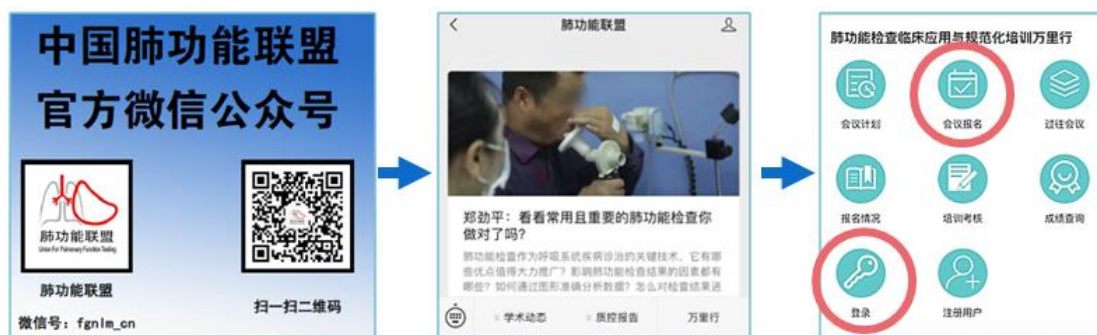 中国肺功能联盟
官方微信公众号
肺功能联盟
Union For Pulmonary Function Testing
肺功能联盟
微信号: fgnlm_cn
扫一扫二维码
肺功能联盟
郑劲平：看看常用且重要的肺功能检查你
做对了吗?
肺功能检查作为呼吸系统疾病诊治的关键技术，它有哪
些优点值得大力推广？影响肺功能检查结果的因素都有
哪些？如何通过图形准确分析数据？怎么对检查结果进
学术动态
质控报告
万里行
肺功能检查临床应用与规范化培训万里行
会议计划
会议报名
过往会议
报名情况
培训考核
成绩查询
登录
注册用户